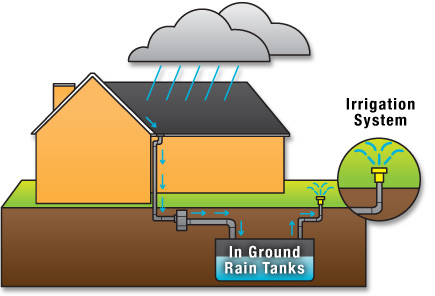 Irrigation
System
In Ground
Rain Tanks